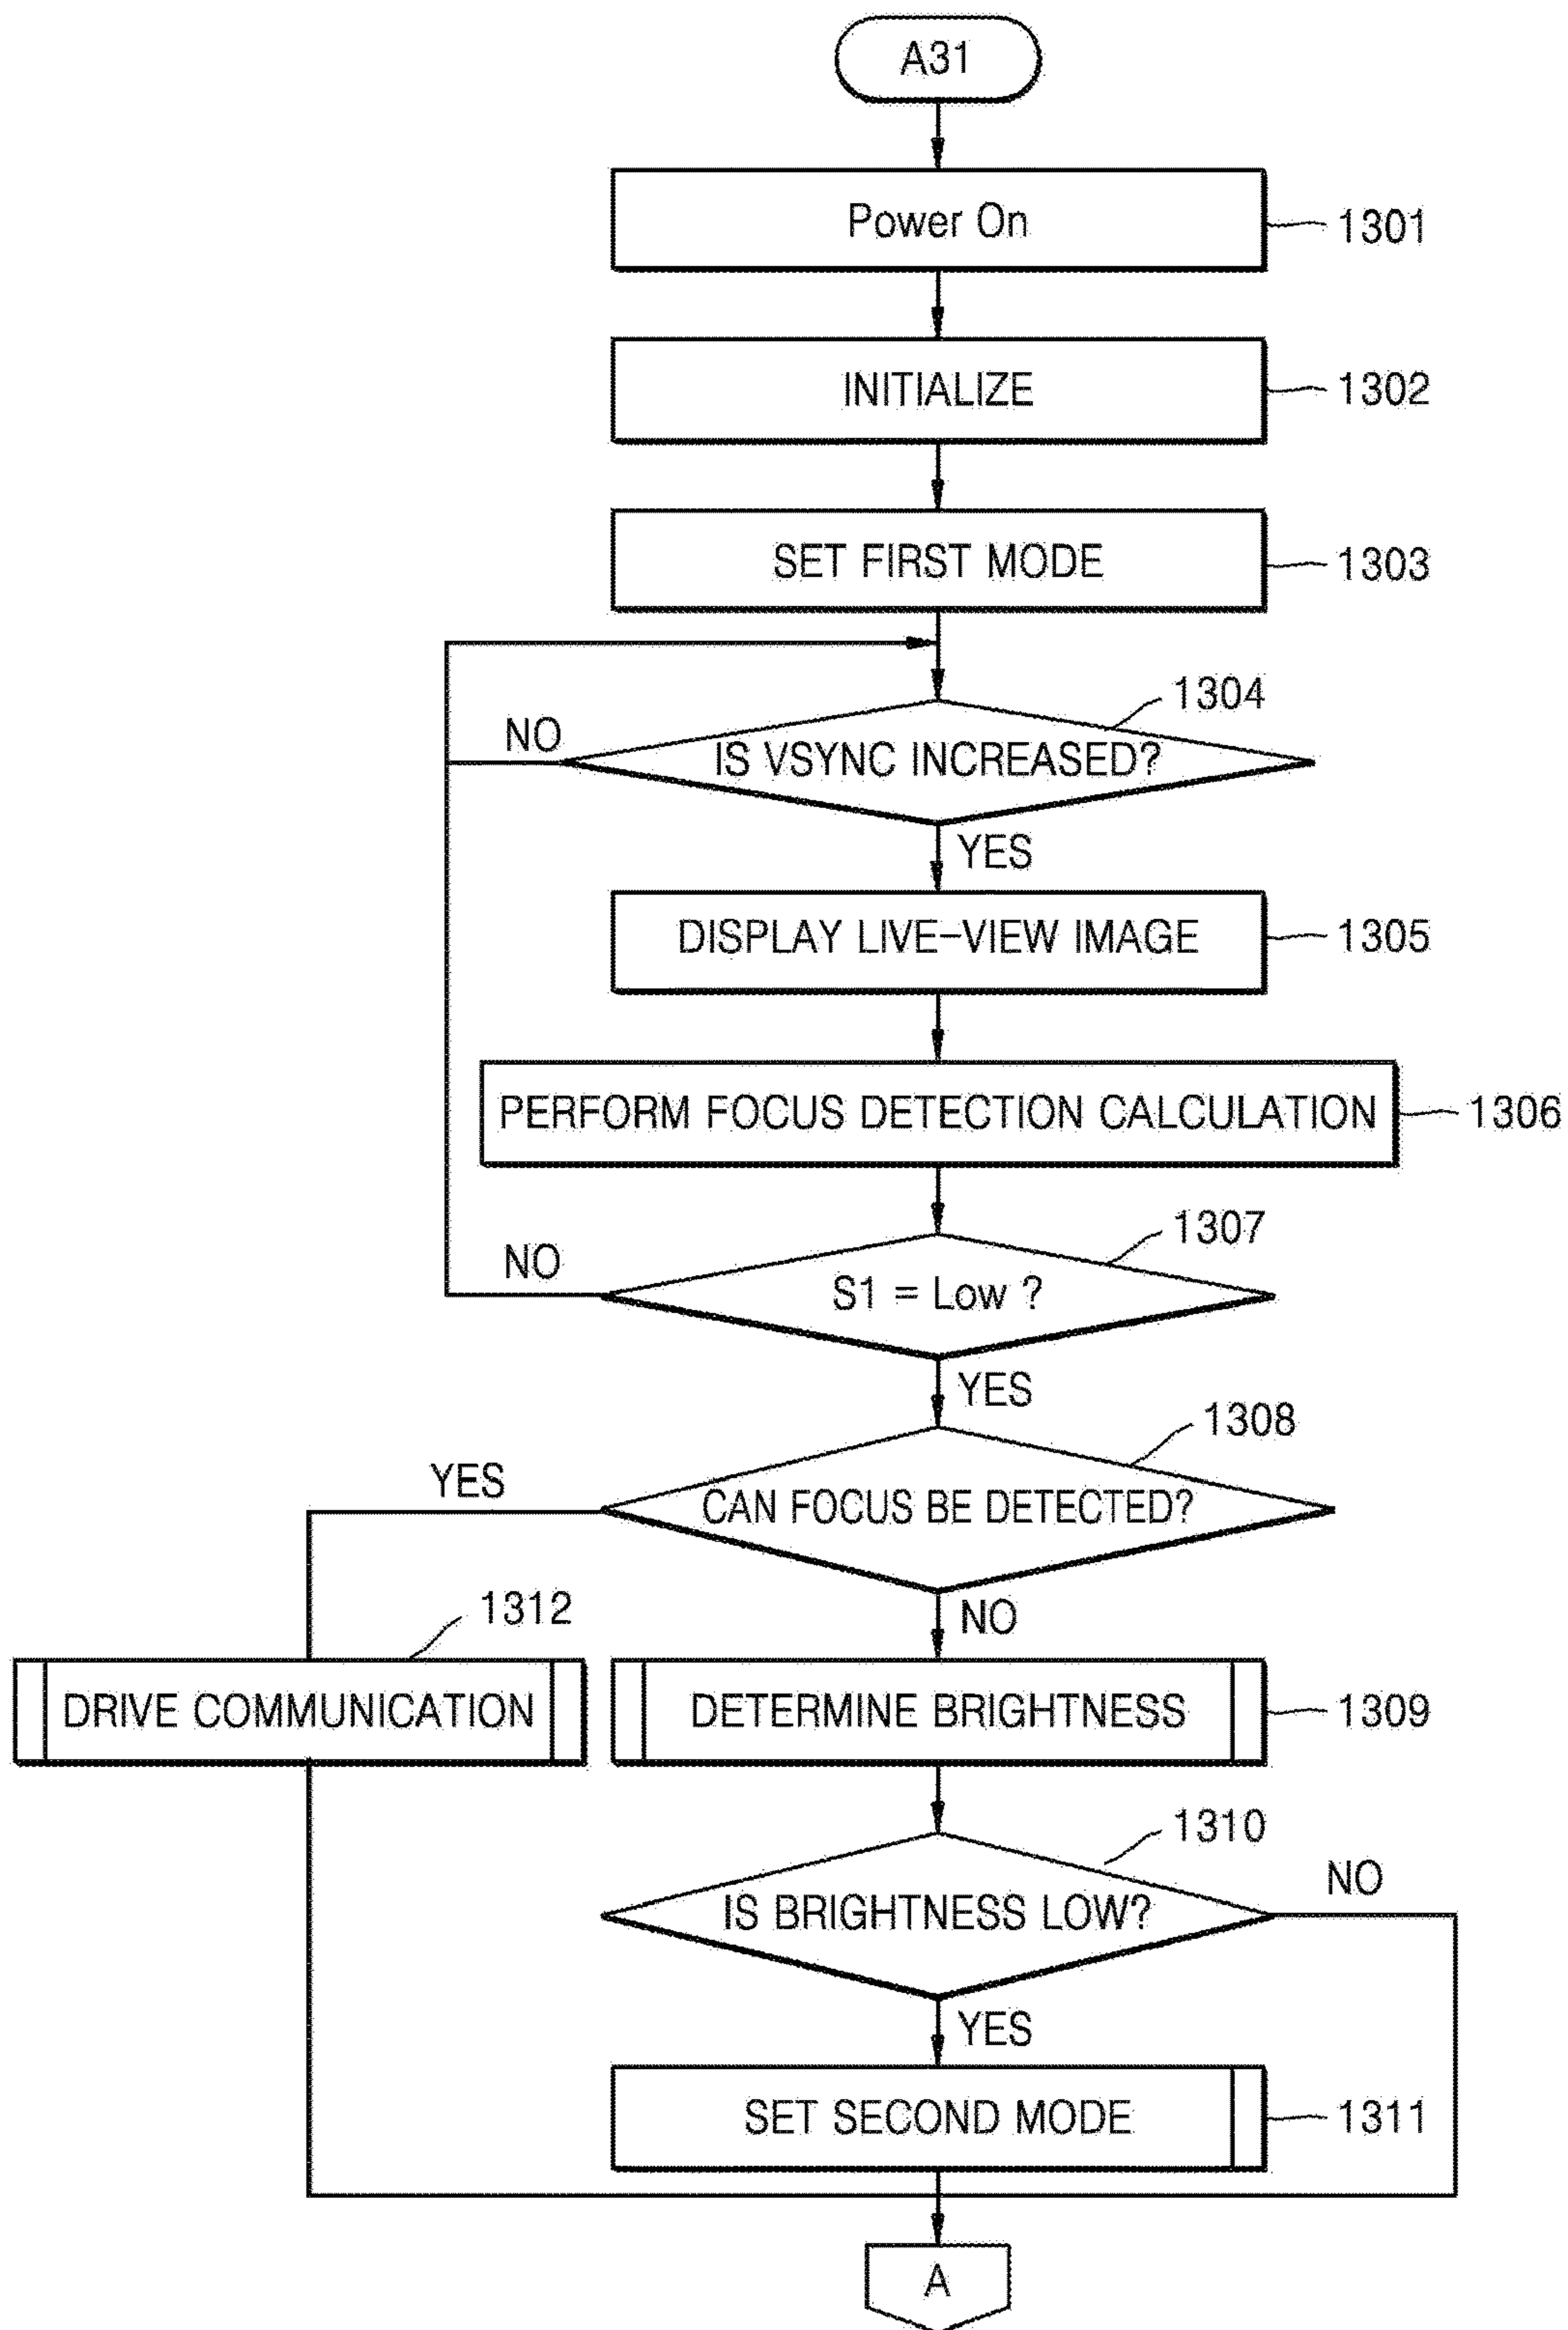 A31
Power On
1301
INITIALIZE
1302
SET FIRST MODE
1303
1304
NO
IS VSYNC INCREASED?
YES
DISPLAY LIVE-VIEW IMAGE
1305
PERFORM FOCUS DETECTION CALCULATION
1306
1307
NO
S1 = Low ?
YES
1308
YES
CAN FOCUS BE DETECTED?
NO
1312
DRIVE COMMUNICATION
DETERMINE BRIGHTNESS
1309
1310
NO
IS BRIGHTNESS LOW?
YES
SET SECOND MODE
1311
A